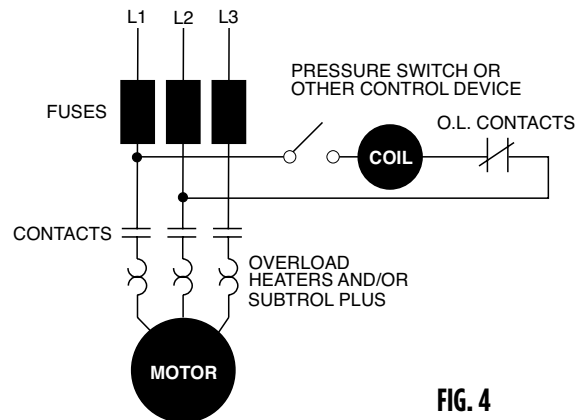 L1 L2 L3
FUSES
PRESSURE SWITCH OR
OTHER CONTROL DEVICE
O.L. CONTACTS
COIL
CONTACTS
OVERLOAD
HEATERS AND/OR
SUBTROL PLUS
MOTOR
FIG. 4